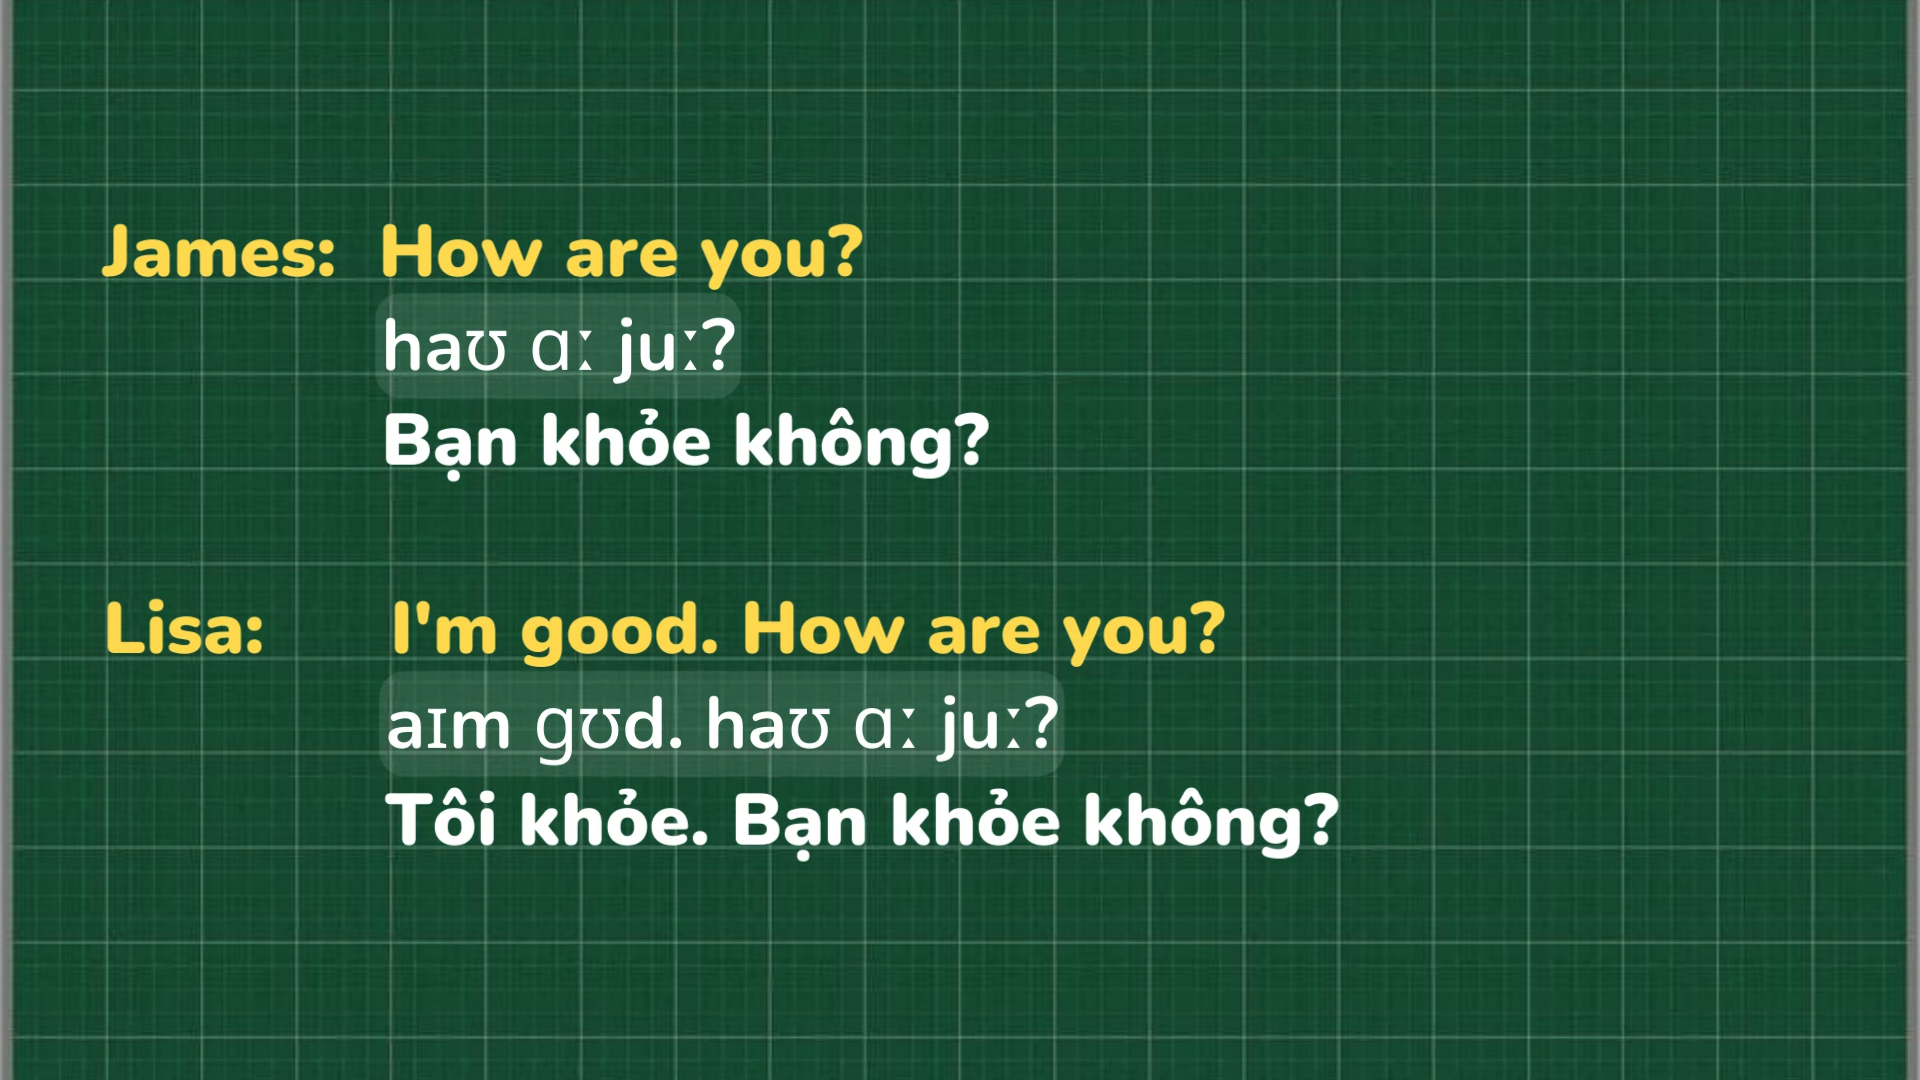 James: How are you?
haʊ ɑː juː?
Bạn khỏe không?
Lisa: I'm good. How are you?
aɪm ɡʊd. haʊ ɑː juː?
Tôi khỏe. Bạn khỏe không?